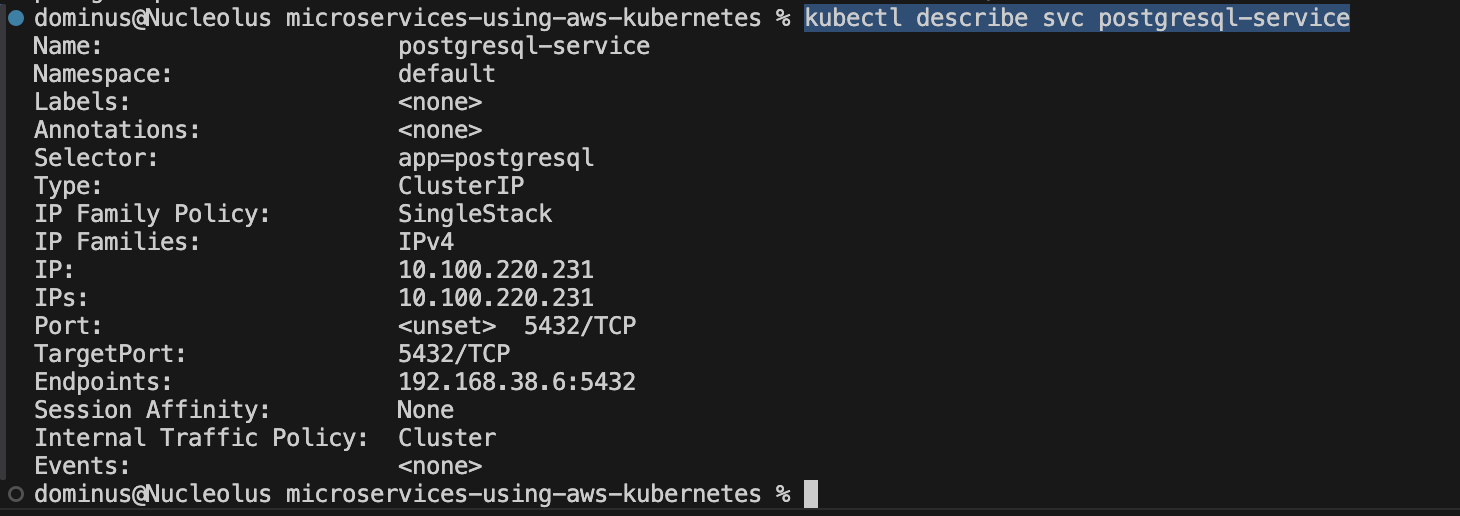 dominus@Nucleolus microservices-using-aws-kubernetes % kubectl describe svc postgresql-service
Name:                     postgresql-service
Namespace:                default
Labels:                   <none>
Annotations:              <none>
Selector:                 app=postgresql
Type:                     ClusterIP
IP Family Policy:         SingleStack
IP Families:              IPv4
IP:                       10.100.220.231
IPs:                      10.100.220.231
Port:                     <unset>  5432/TCP
TargetPort:               5432/TCP
Endpoints:                192.168.38.6:5432
Session Affinity:         None
Internal Traffic Policy:  Cluster
Events:                   <none>
dominus@Nucleolus microservices-using-aws-kubernetes %